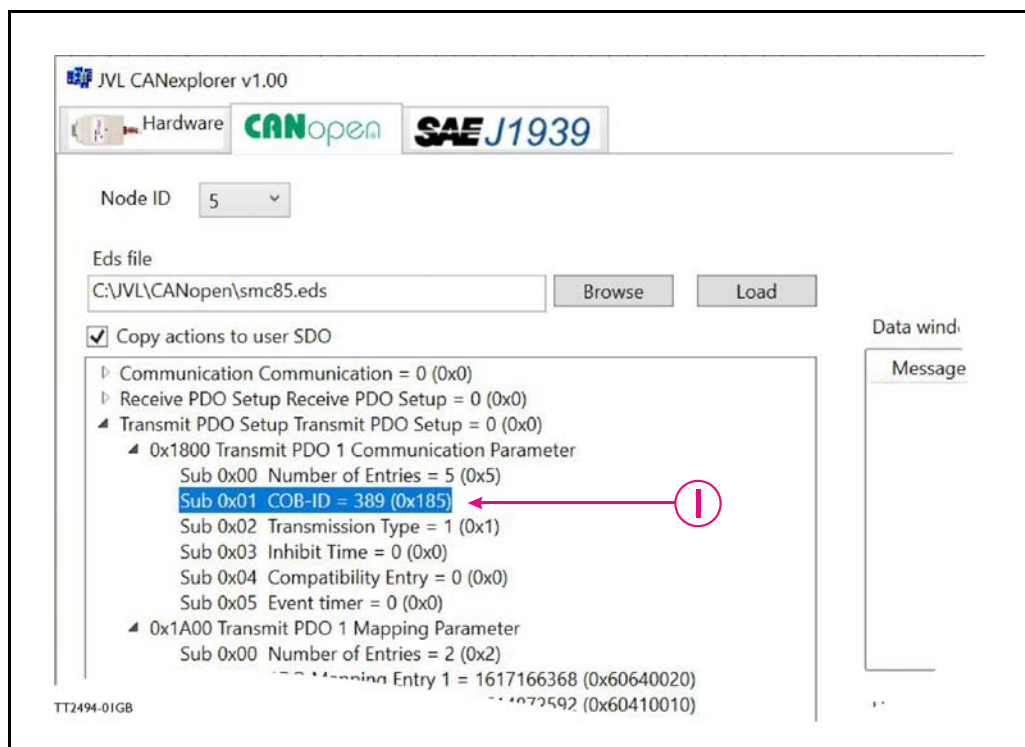 JVL CANexplorer v1.00
Hardware CANopen SAE J1939
Node ID 5
Eds file
C:\JVL\CANopen\smc85.eds Browse Load
Copy actions to user SDO
Data wind
Message
Communication Communication = 0 (0x0)
Receive PDO Setup Receive PDO Setup = 0 (0x0)
Transmit PDO Setup Transmit PDO Setup = 0 (0x0)
0x1800 Transmit PDO 1 Communication Parameter
Sub 0x00 Number of Entries = 5 (0x5)
Sub 0x01 COB-ID = 389 (0x185) 1
Sub 0x02 Transmission Type = 1 (0x1)
Sub 0x03 Inhibit Time = 0 (0x0)
Sub 0x04 Compatibility Entry = 0 (0x0)
Sub 0x05 Event timer = 0 (0x0)
0x1A00 Transmit PDO 1 Mapping Parameter
Sub 0x00 Number of Entries = 2 (0x2)
Entry 1 = 1617166368 (0x60640020)
(0x60410010)
TT2494-01GB